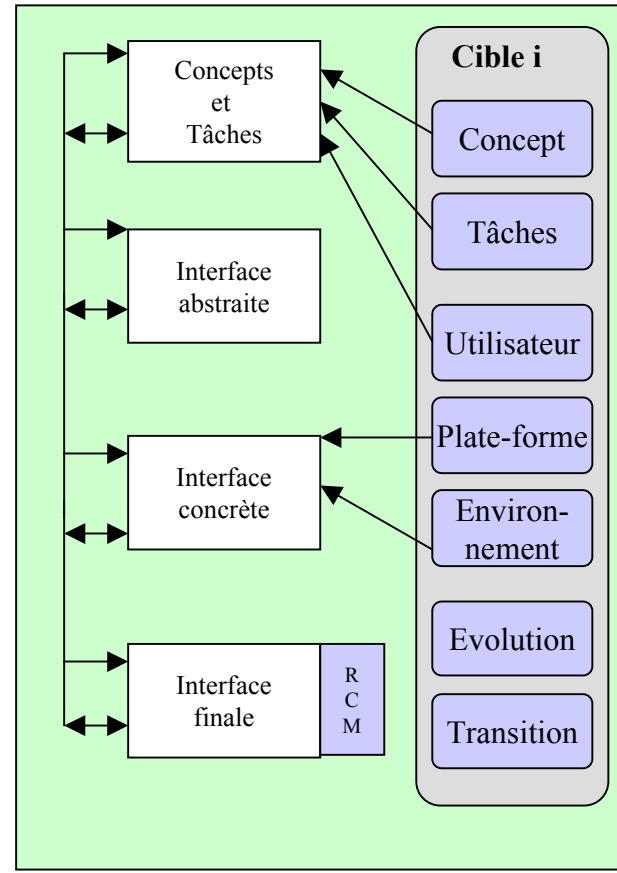 Concepts
et
Tâches
Interface
abstraite
Interface
concrète
Interface
finale
R
C
M
Cible i
Concept
Tâches
Utilisateur
Plate-forme
Environ-
nement
Evolution
Transition